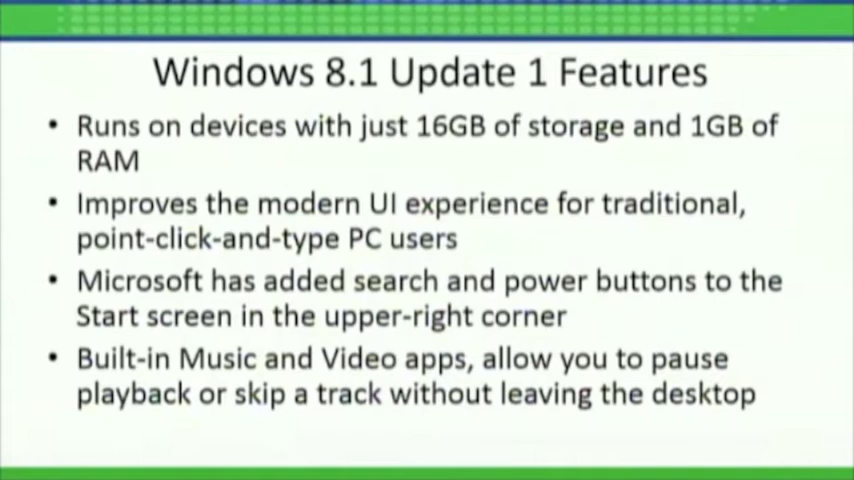 Windows 8.1 Update 1 Features
• Runs on devices with just 16GB of storage and 1GB of
RAM
• Improves the modern UI experience for traditional,
point-click-and-type PC users
• Microsoft has added search and power buttons to the
Start screen in the upper-right corner
• Built-in Music and Video apps, allow you to pause
playback or skip a track without leaving the desktop